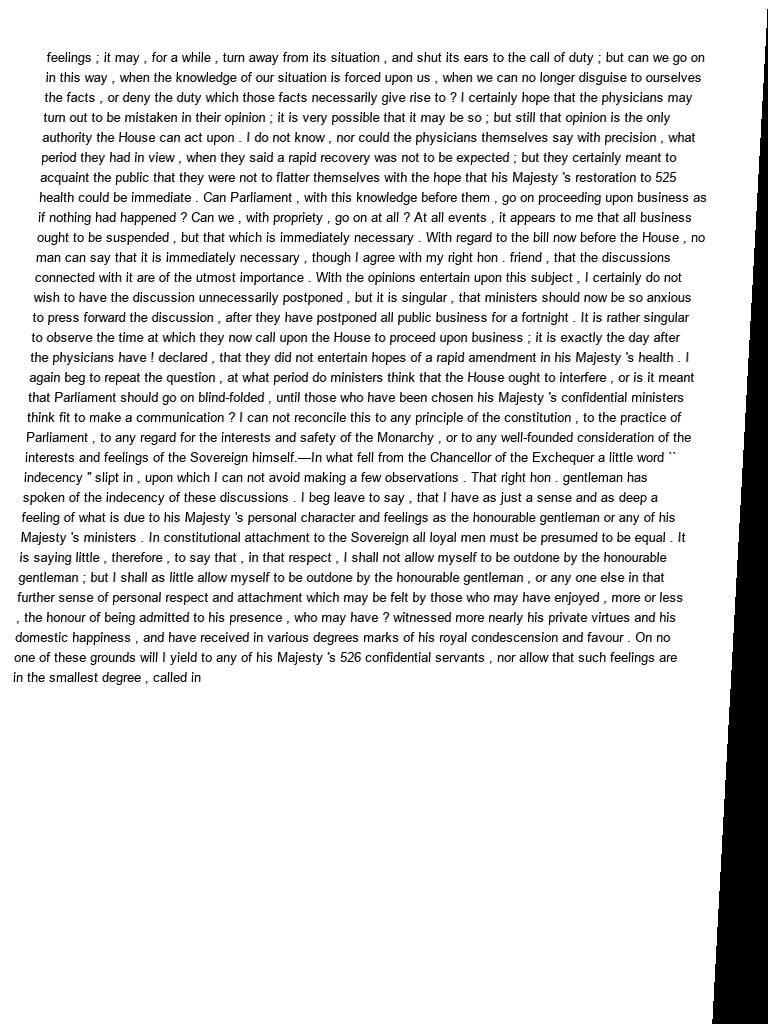 feelings ; it may , for a while , turn away from its situation , and shut its ears to the call of duty ; but can we go on
in this way , when the knowledge of our situation is forced upon us , when we can no longer disguise to ourselves
the facts , or deny the duty which those facts necessarily give rise to ? I certainly hope that the physicians may
turn out to be mistaken in their opinion ; it is very possible that it may be so ; but still that opinion is the only
authority the House can act upon . I do not know , nor could the physicians themselves say with precision , what
period they had in view , when they said a rapid recovery was not to be expected ; but they certainly meant to
acquaint the public that they were not to flatter themselves with the hope that his Majesty 's restoration to 525
health could be immediate . Can Parliament , with this knowledge before them , go on proceeding upon business as
if nothing had happened ? Can we , with propriety , go on at all ? At all events , it appears to me that all business
ought to be suspended , but that which is immediately necessary . With regard to the bill now before the House , no
man can say that it is immediately necessary , though I agree with my right hon . friend , that the discussions
connected with it are of the utmost importance . With the opinions entertain upon this subject , I certainly do not
wish to have the discussion unnecessarily postponed , but it is singular , that ministers should now be so anxious
to press forward the discussion , after they have postponed all public business for a fortnight . It is rather singular
to observe the time at which they now call upon the House to proceed upon business ; it is exactly the day after
the physicians have ! declared , that they did not entertain hopes of a rapid amendment in his Majesty 's health . I
again beg to repeat the question , at what period do ministers think that the House ought to interfere , or is it meant
that Parliament should go on blind-folded , until those who have been chosen his Majesty 's confidential ministers
think fit to make a communication ? I can not reconcile this to any principle of the constitution , to the practice of
Parliament , to any regard for the interests and safety of the Monarchy , or to any well-founded consideration of the
interests and feelings of the Sovereign himself.—In what fell from the Chancellor of the Exchequer a little word ``
indecency " slipt in , upon which I can not avoid making a few observations . That right hon . gentleman has
spoken of the indecency of these discussions . I beg leave to say , that I have as just a sense and as deep a
feeling of what is due to his Majesty 's personal character and feelings as the honourable gentleman or any of his
Majesty 's ministers . In constitutional attachment to the Sovereign all loyal men must be presumed to be equal . It
is saying little , therefore , to say that , in that respect , I shall not allow myself to be outdone by the honourable
gentleman ; but I shall as little allow myself to be outdone by the honourable gentleman , or any one else in that
further sense of personal respect and attachment which may be felt by those who may have enjoyed , more or less
, the honour of being admitted to his presence , who may have ? witnessed more nearly his private virtues and his
domestic happiness , and have received in various degrees marks of his royal condescension and favour . On no
one of these grounds will I yield to any of his Majesty 's 526 confidential servants , nor allow that such feelings are
in the smallest degree , called in